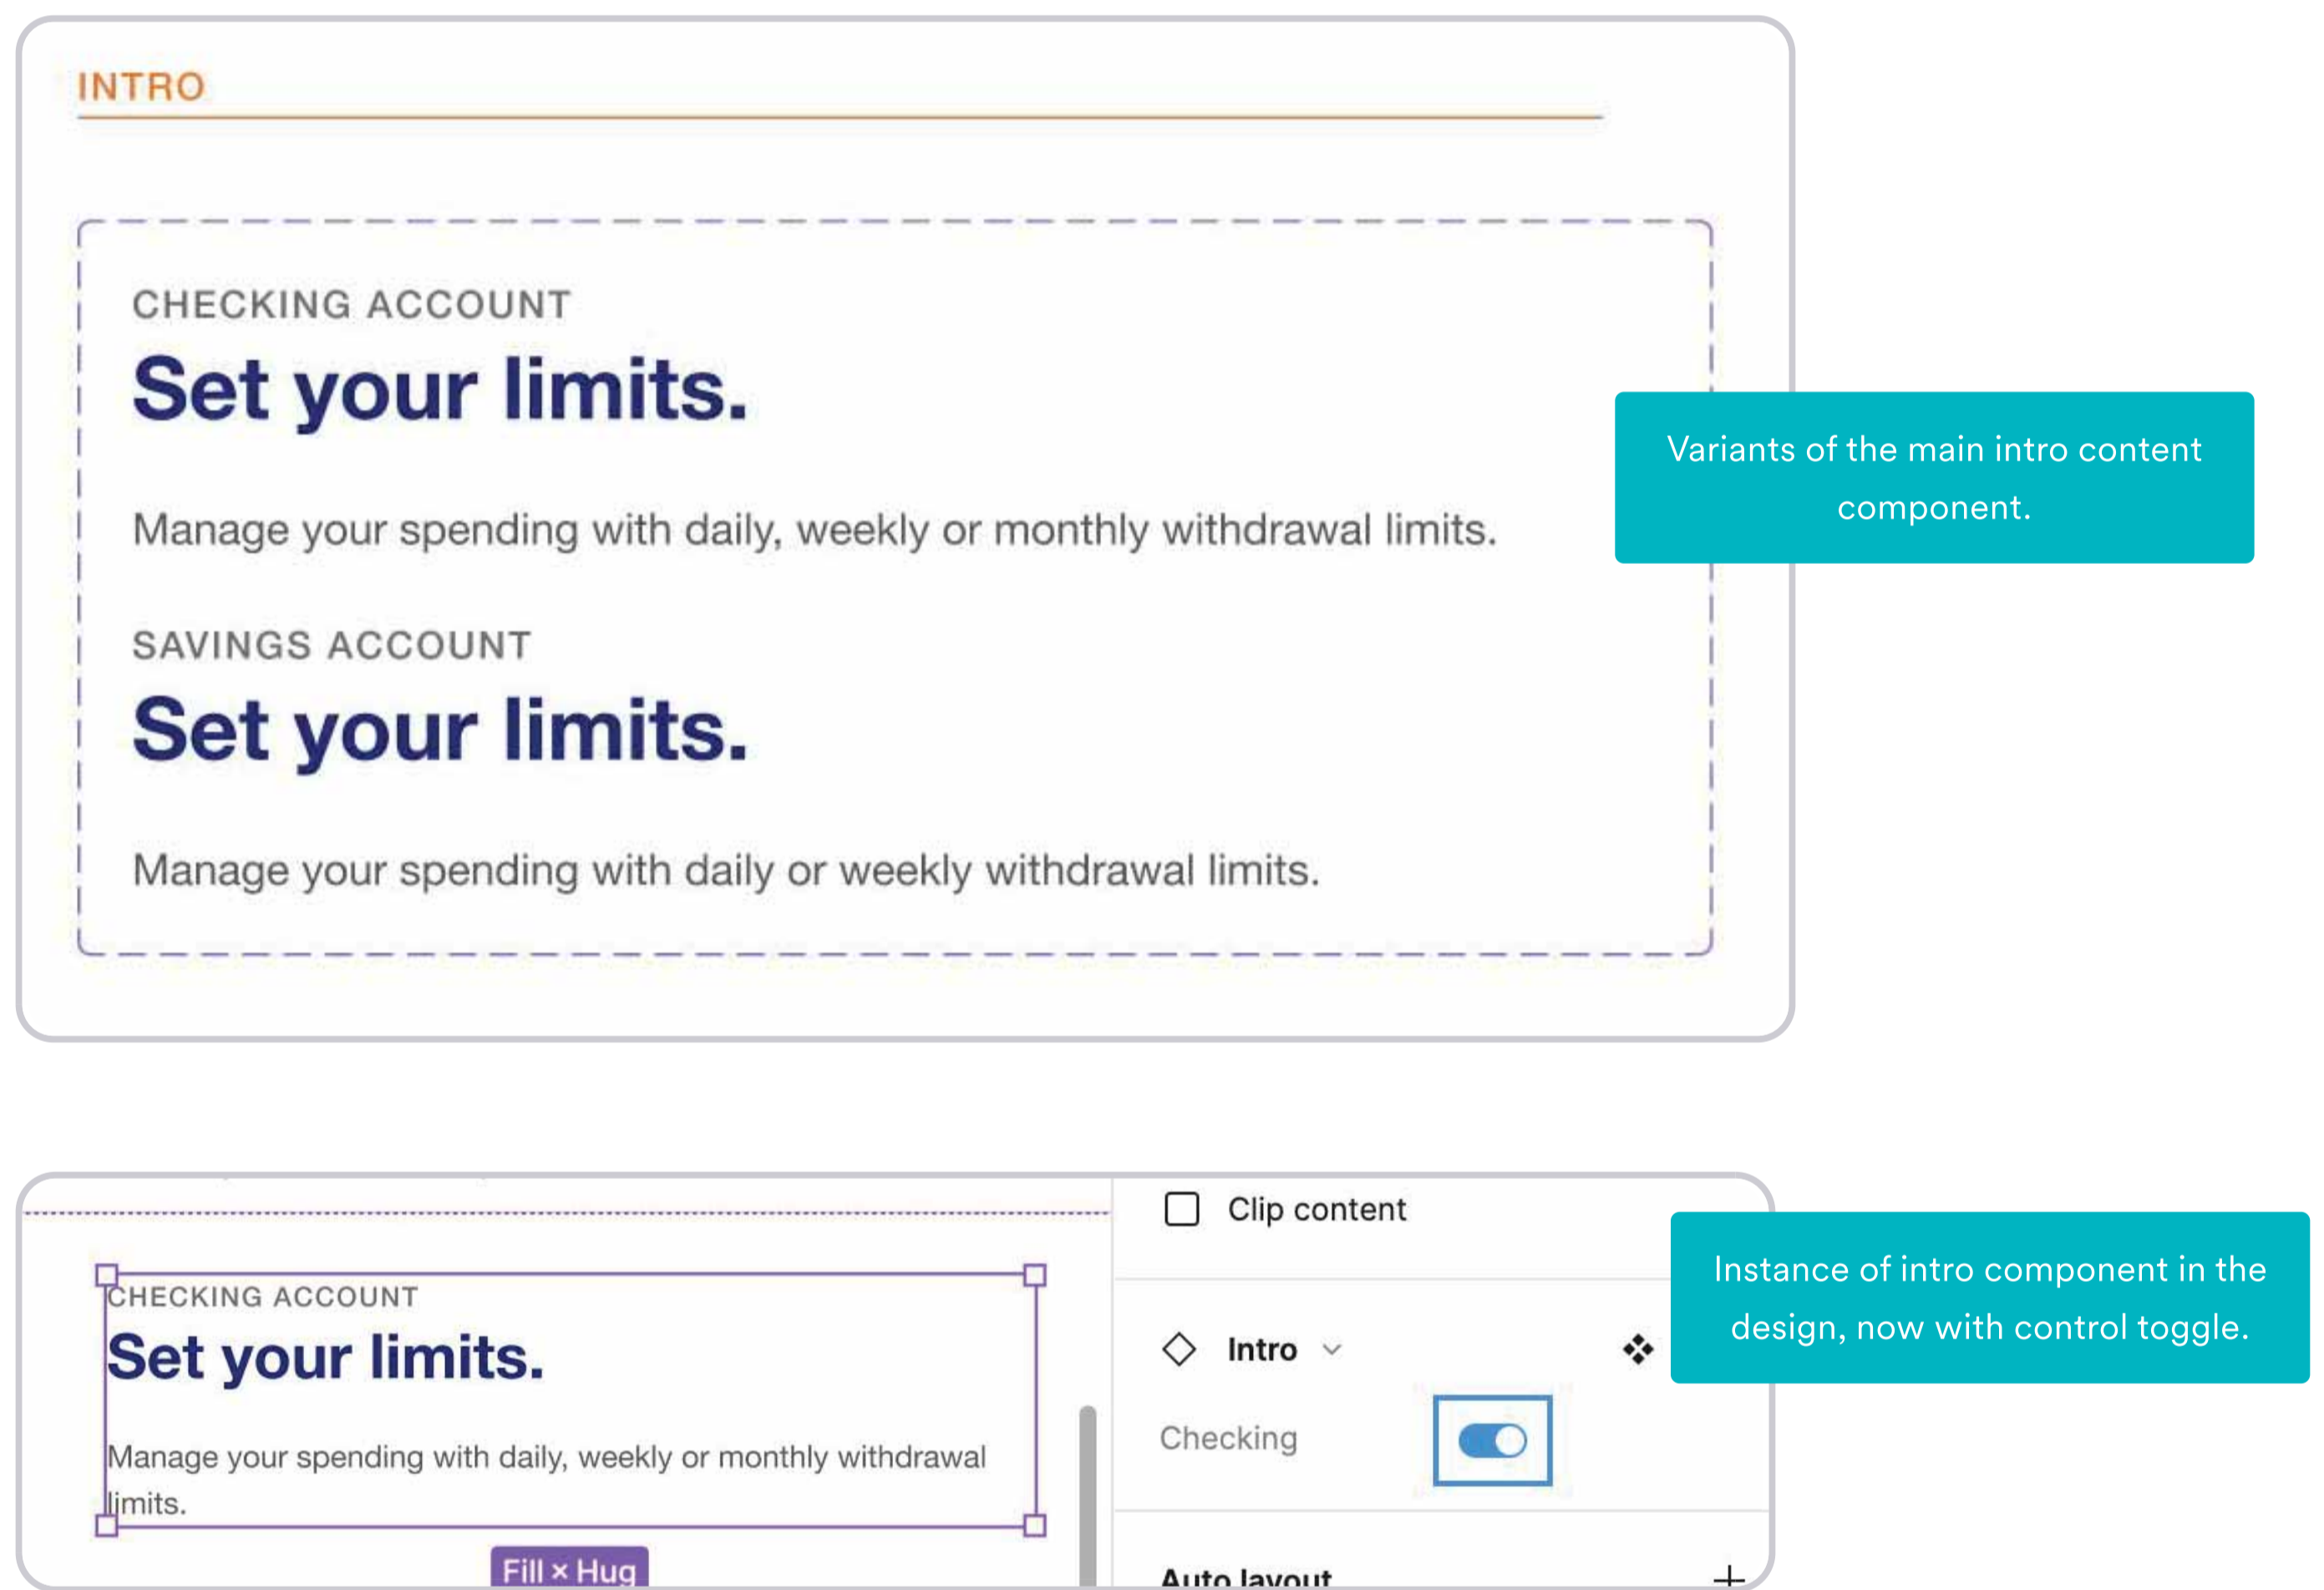 INTRO
CHECKING ACCOUNT
Set your limits.
Manage your spending with daily, weekly or monthly withdrawal limits.
SAVINGS ACCOUNT
Set your limits.
Manage your spending with daily or weekly withdrawal limits.
Variants of the main intro content
component.
CHECKING ACCOUNT
Set your limits.
Manage your spending with daily, weekly or monthly withdrawal
limits.
Fill × Hug
Clip content
Intro
Checking
Auto layout
Instance of intro component in the
design, now with control toggle.